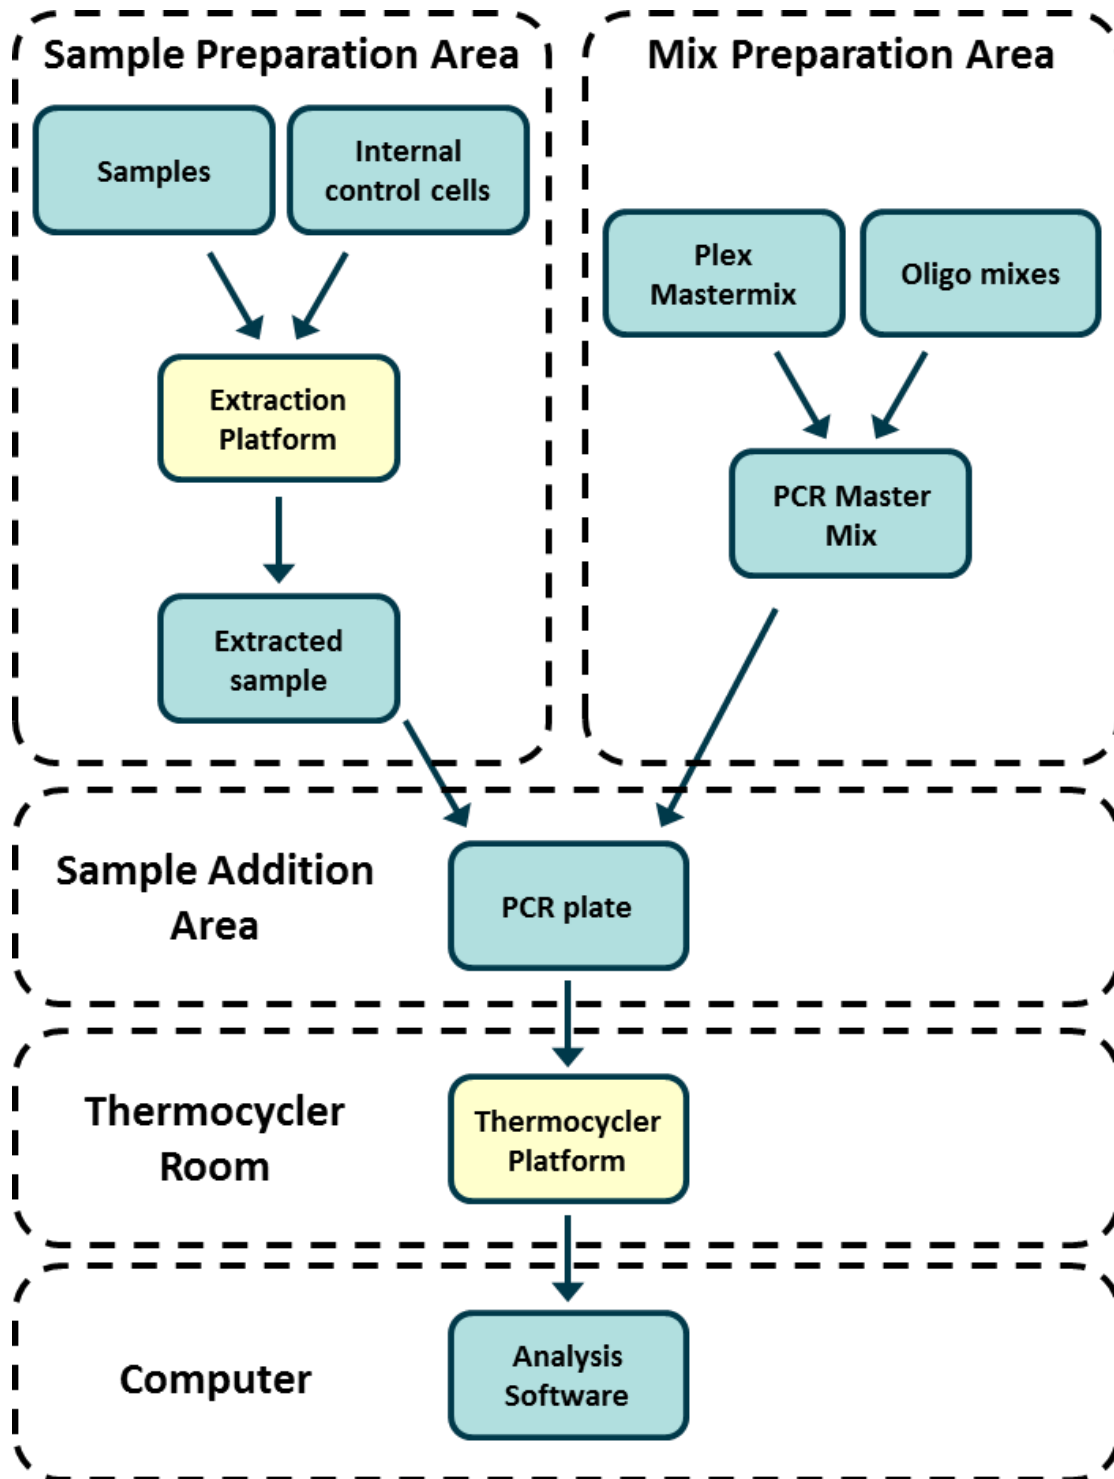 Sample Preparation Area
Samples
Internal
control cells
Extraction
Platform
Extracted
sample
Mix Preparation Area
Plex
Mastermix
Oligo mixes
PCR Master
Mix
Sample Addition
Area
PCR plate
Thermocycler
Room
Thermocycler
Platform
Computer
Analysis
Software